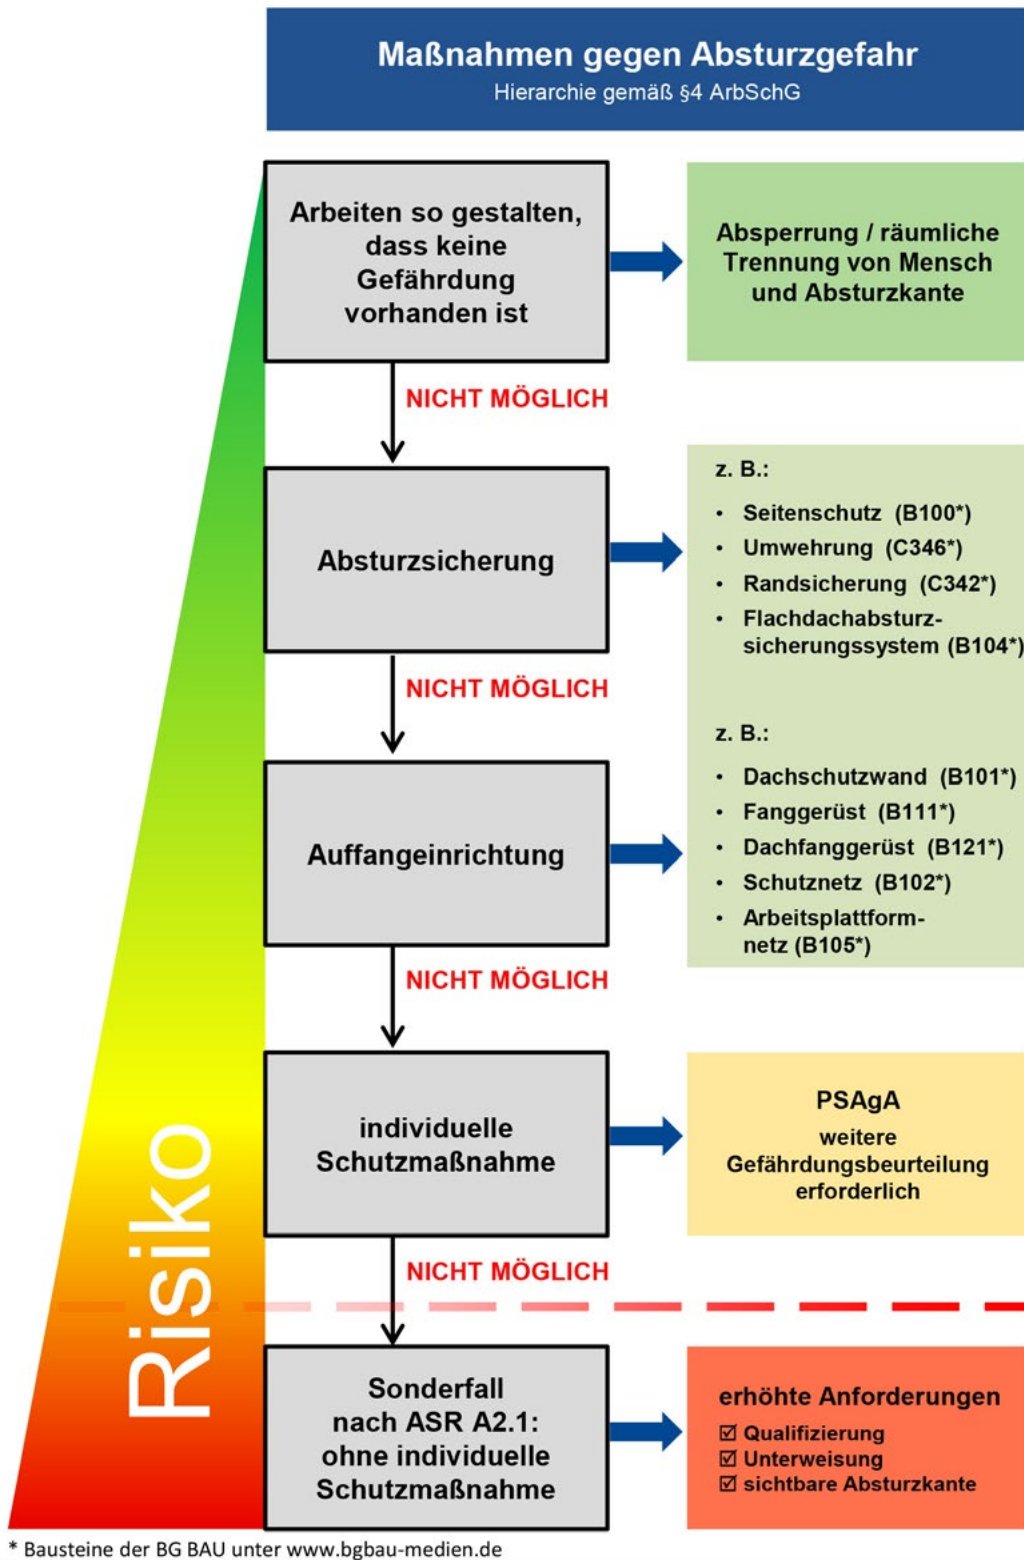 Maßnahmen gegen Absturzgefahr
Hierarchie gemäß §4 ArbSchG
Arbeiten so gestalten,
dass keine
Gefährdung
vorhanden ist
Absperrung / räumliche
Trennung von Mensch
und Absturzkante
NICHT MÖGLICH
Absturzsicherung
z. B.:
• Seitenschutz (B100*)
• Umwehrung (C346*)
• Randsicherung (C342*)
• Flachdachabsturz-
sicherungssystem (B104*)
NICHT MÖGLICH
Auffangeinrichtung
z. B.:
• Dachschutzwand (B101*)
• Fanggerüst (B111*)
• Dachfanggerüst (B121*)
• Schutznetz (B102*)
• Arbeitsplattform-
netz (B105*)
NICHT MÖGLICH
individuelle
Schutzmaßnahme
PSAgA
weitere
Gefährdungsbeurteilung
erforderlich
NICHT MÖGLICH
Risiko
Sonderfall
nach ASR A2.1:
ohne individuelle
Schutzmaßnahme
erhöhte Anforderungen
☑ Qualifizierung
☑ Unterweisung
☑ sichtbare Absturzkante
* Bausteine der BG BAU unter www.bgbau-medien.de